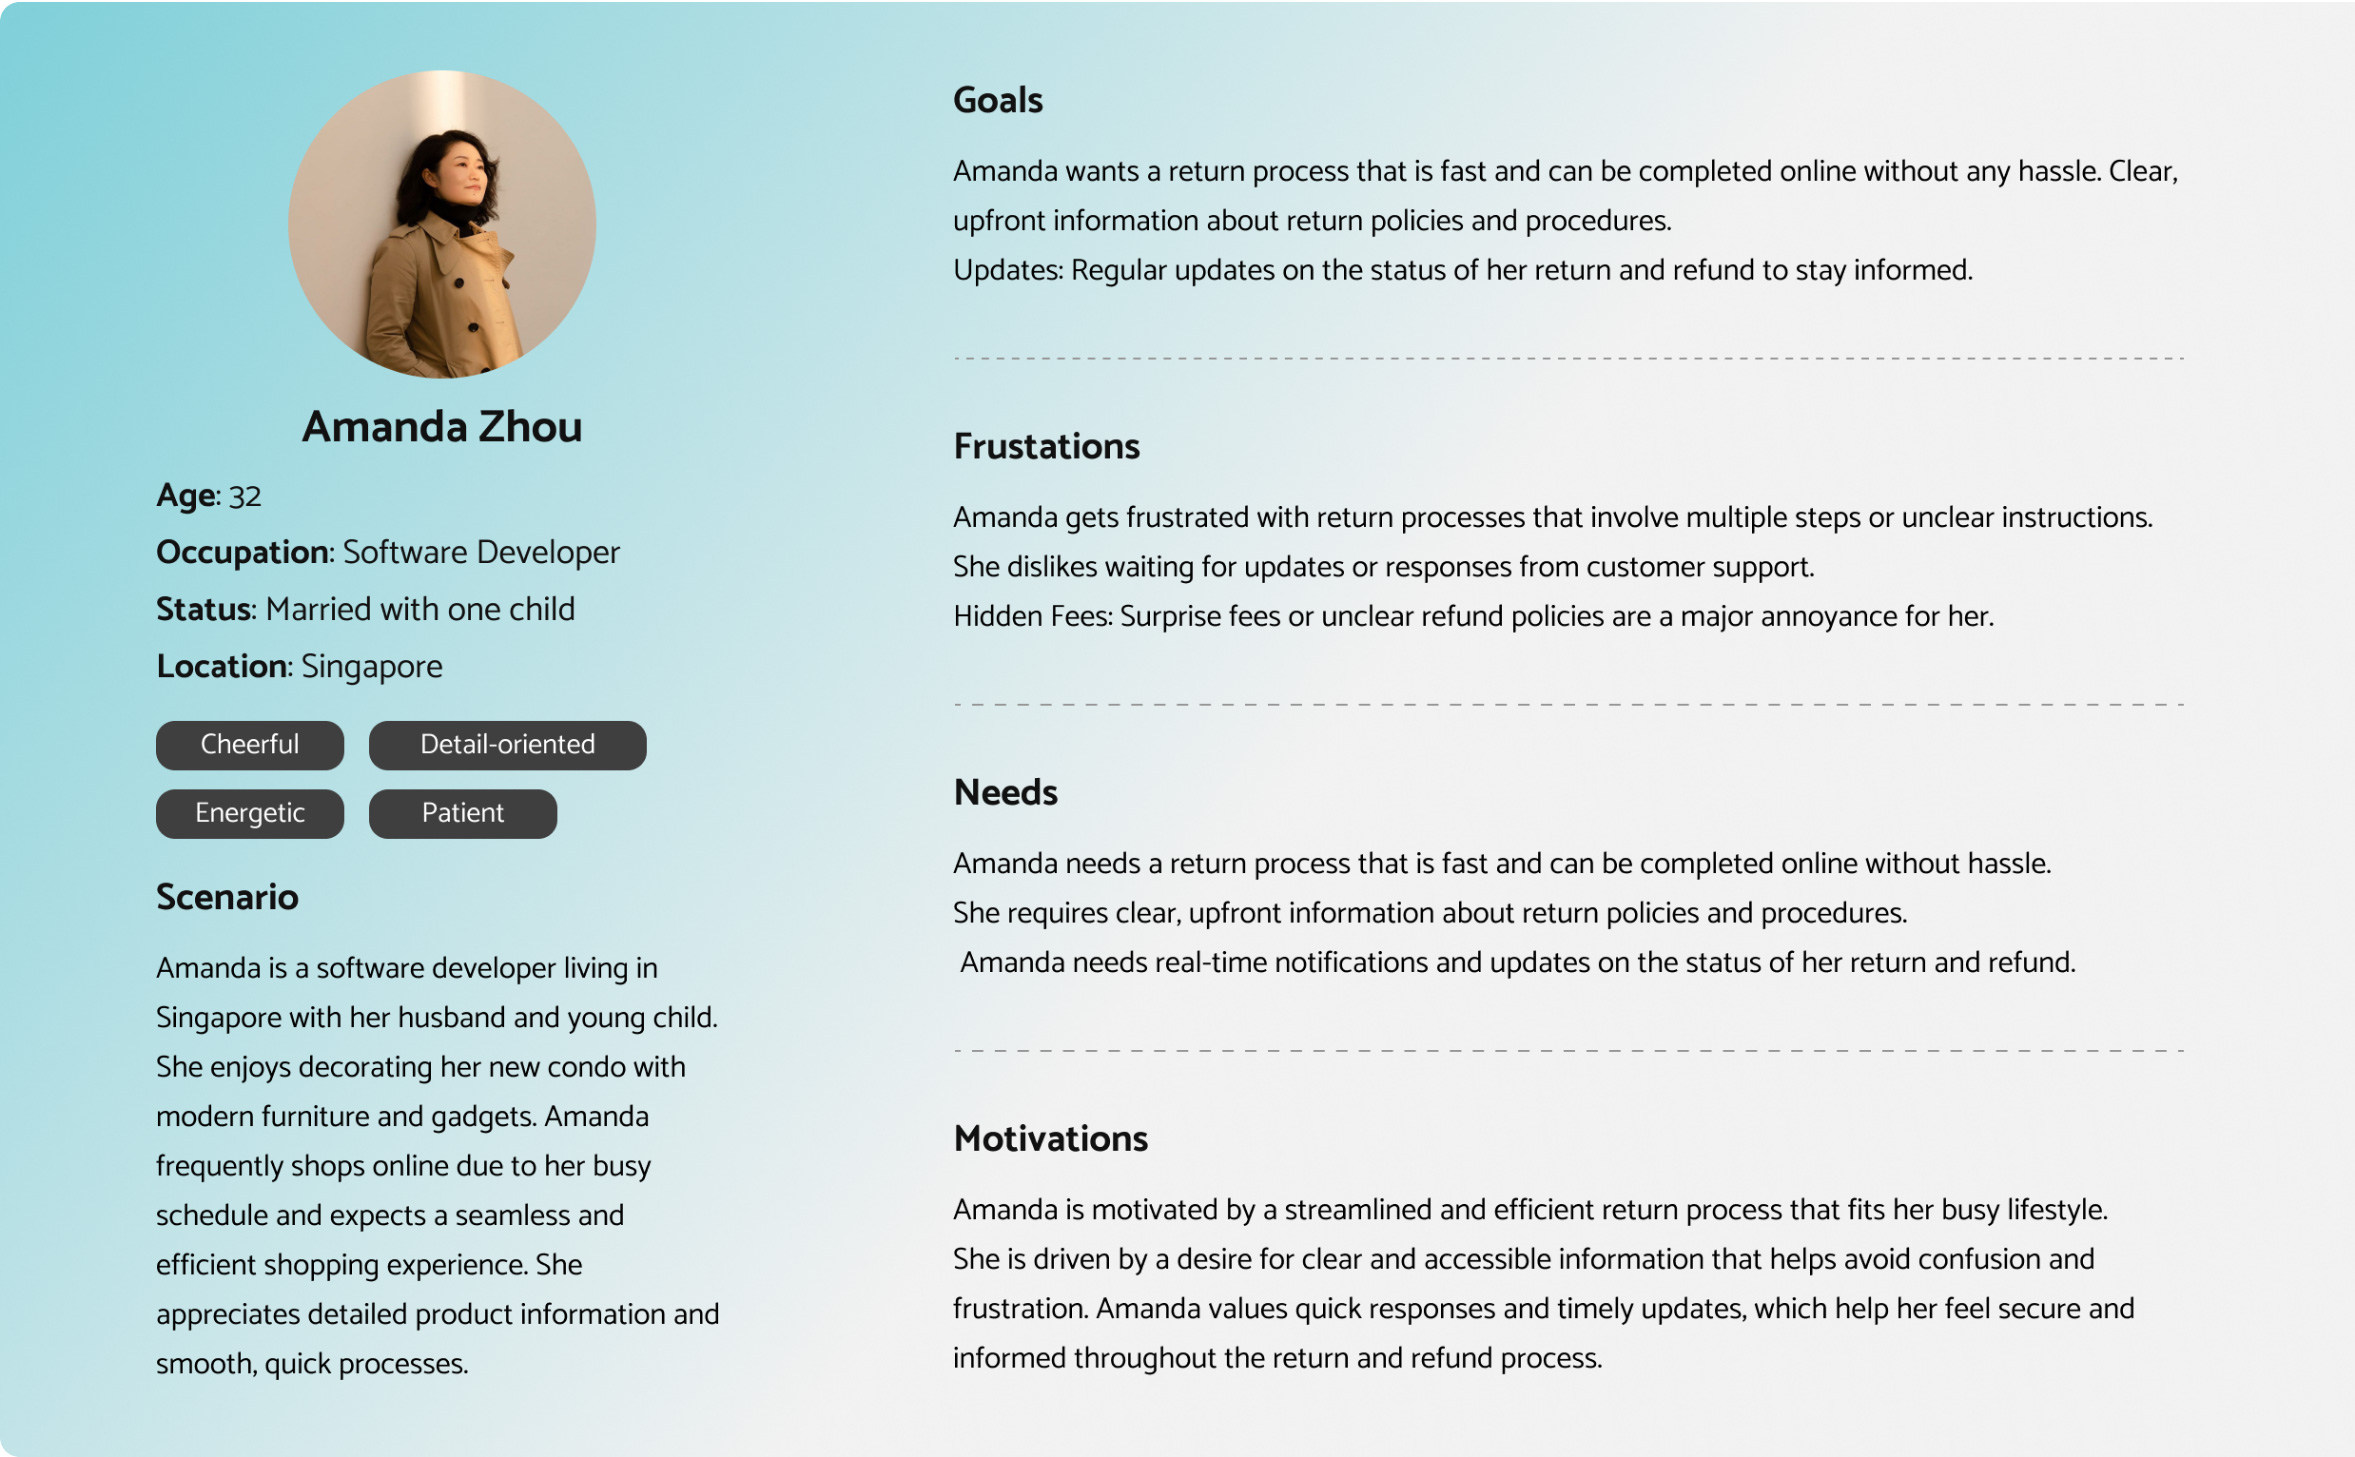 Amanda Zhou
Age: 32
Occupation: Software Developer
Status: Married with one child
Location: Singapore
Cheerful
Detail-oriented
Energetic
Patient
Scenario
Amanda is a software developer living in
Singapore with her husband and young child.
She enjoys decorating her new condo with
modern furniture and gadgets. Amanda
frequently shops online due to her busy
schedule and expects a seamless and
efficient shopping experience. She
appreciates detailed product information and
smooth, quick processes.
Goals
Amanda wants a return process that is fast and can be completed online without any hassle. Clear,
upfront information about return policies and procedures.
Updates: Regular updates on the status of her return and refund to stay informed.
Frustations
Amanda gets frustrated with return processes that involve multiple steps or unclear instructions.
She dislikes waiting for updates or responses from customer support.
Hidden Fees: Surprise fees or unclear refund policies are a major annoyance for her.
Needs
Amanda needs a return process that is fast and can be completed online without hassle.
She requires clear, upfront information about return policies and procedures.
Amanda needs real-time notifications and updates on the status of her return and refund.
Motivations
Amanda is motivated by a streamlined and efficient return process that fits her busy lifestyle.
She is driven by a desire for clear and accessible information that helps avoid confusion and
frustration. Amanda values quick responses and timely updates, which help her feel secure and
informed throughout the return and refund process.